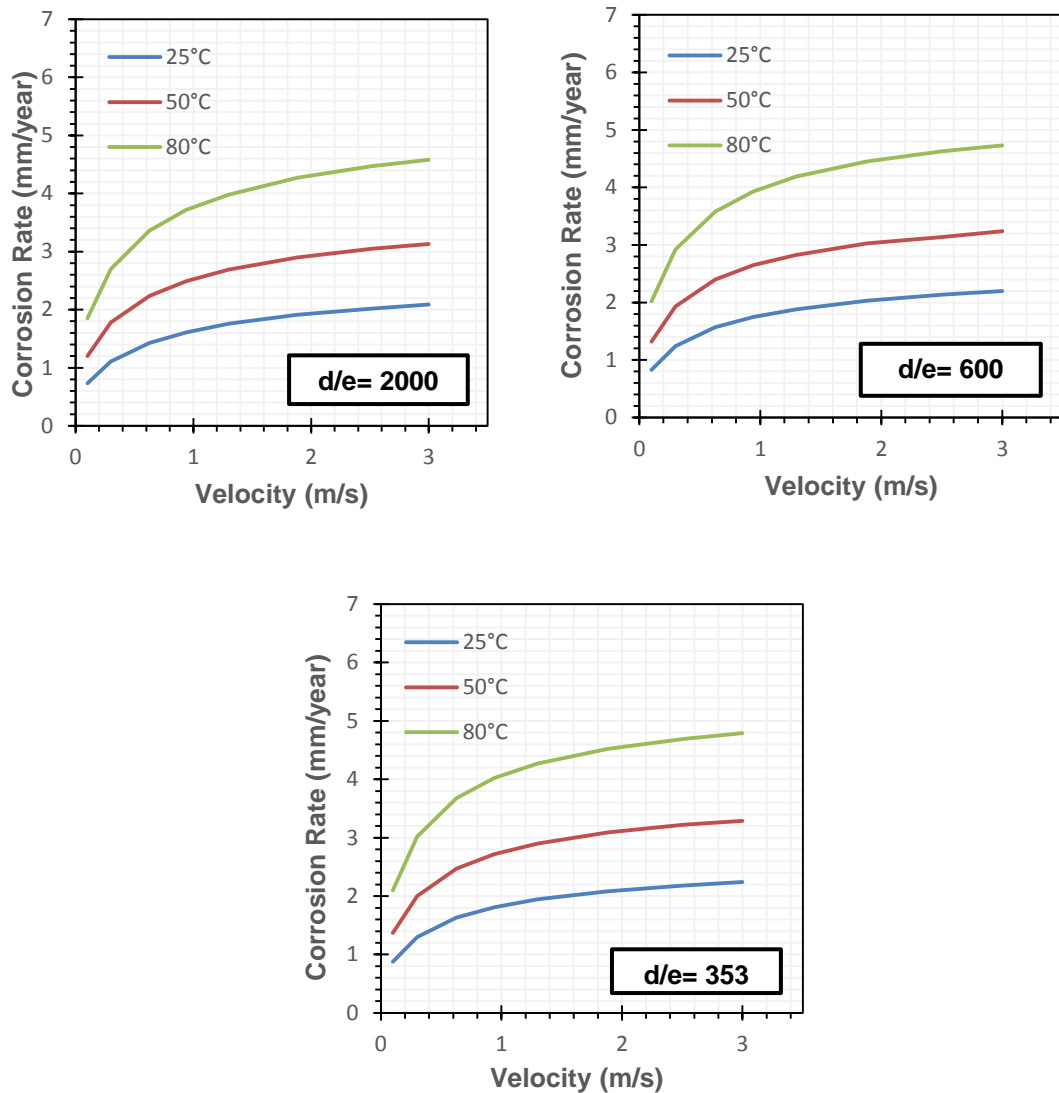 Corrosion Rate (mm/year)
7
6
5
4
3
2
1
0
25°C
50°C
80°C
d/e= 2000
0 1 2 3
Velocity (m/s)
Corrosion Rate (mm/year)
7
6
5
4
3
2
1
0
25°C
50°C
80°C
d/e= 600
0 1 2 3
Velocity (m/s)
Corrosion Rate (mm/year)
7
6
5
4
3
2
1
0
25°C
50°C
80°C
d/e= 353
0 1 2 3
Velocity (m/s)